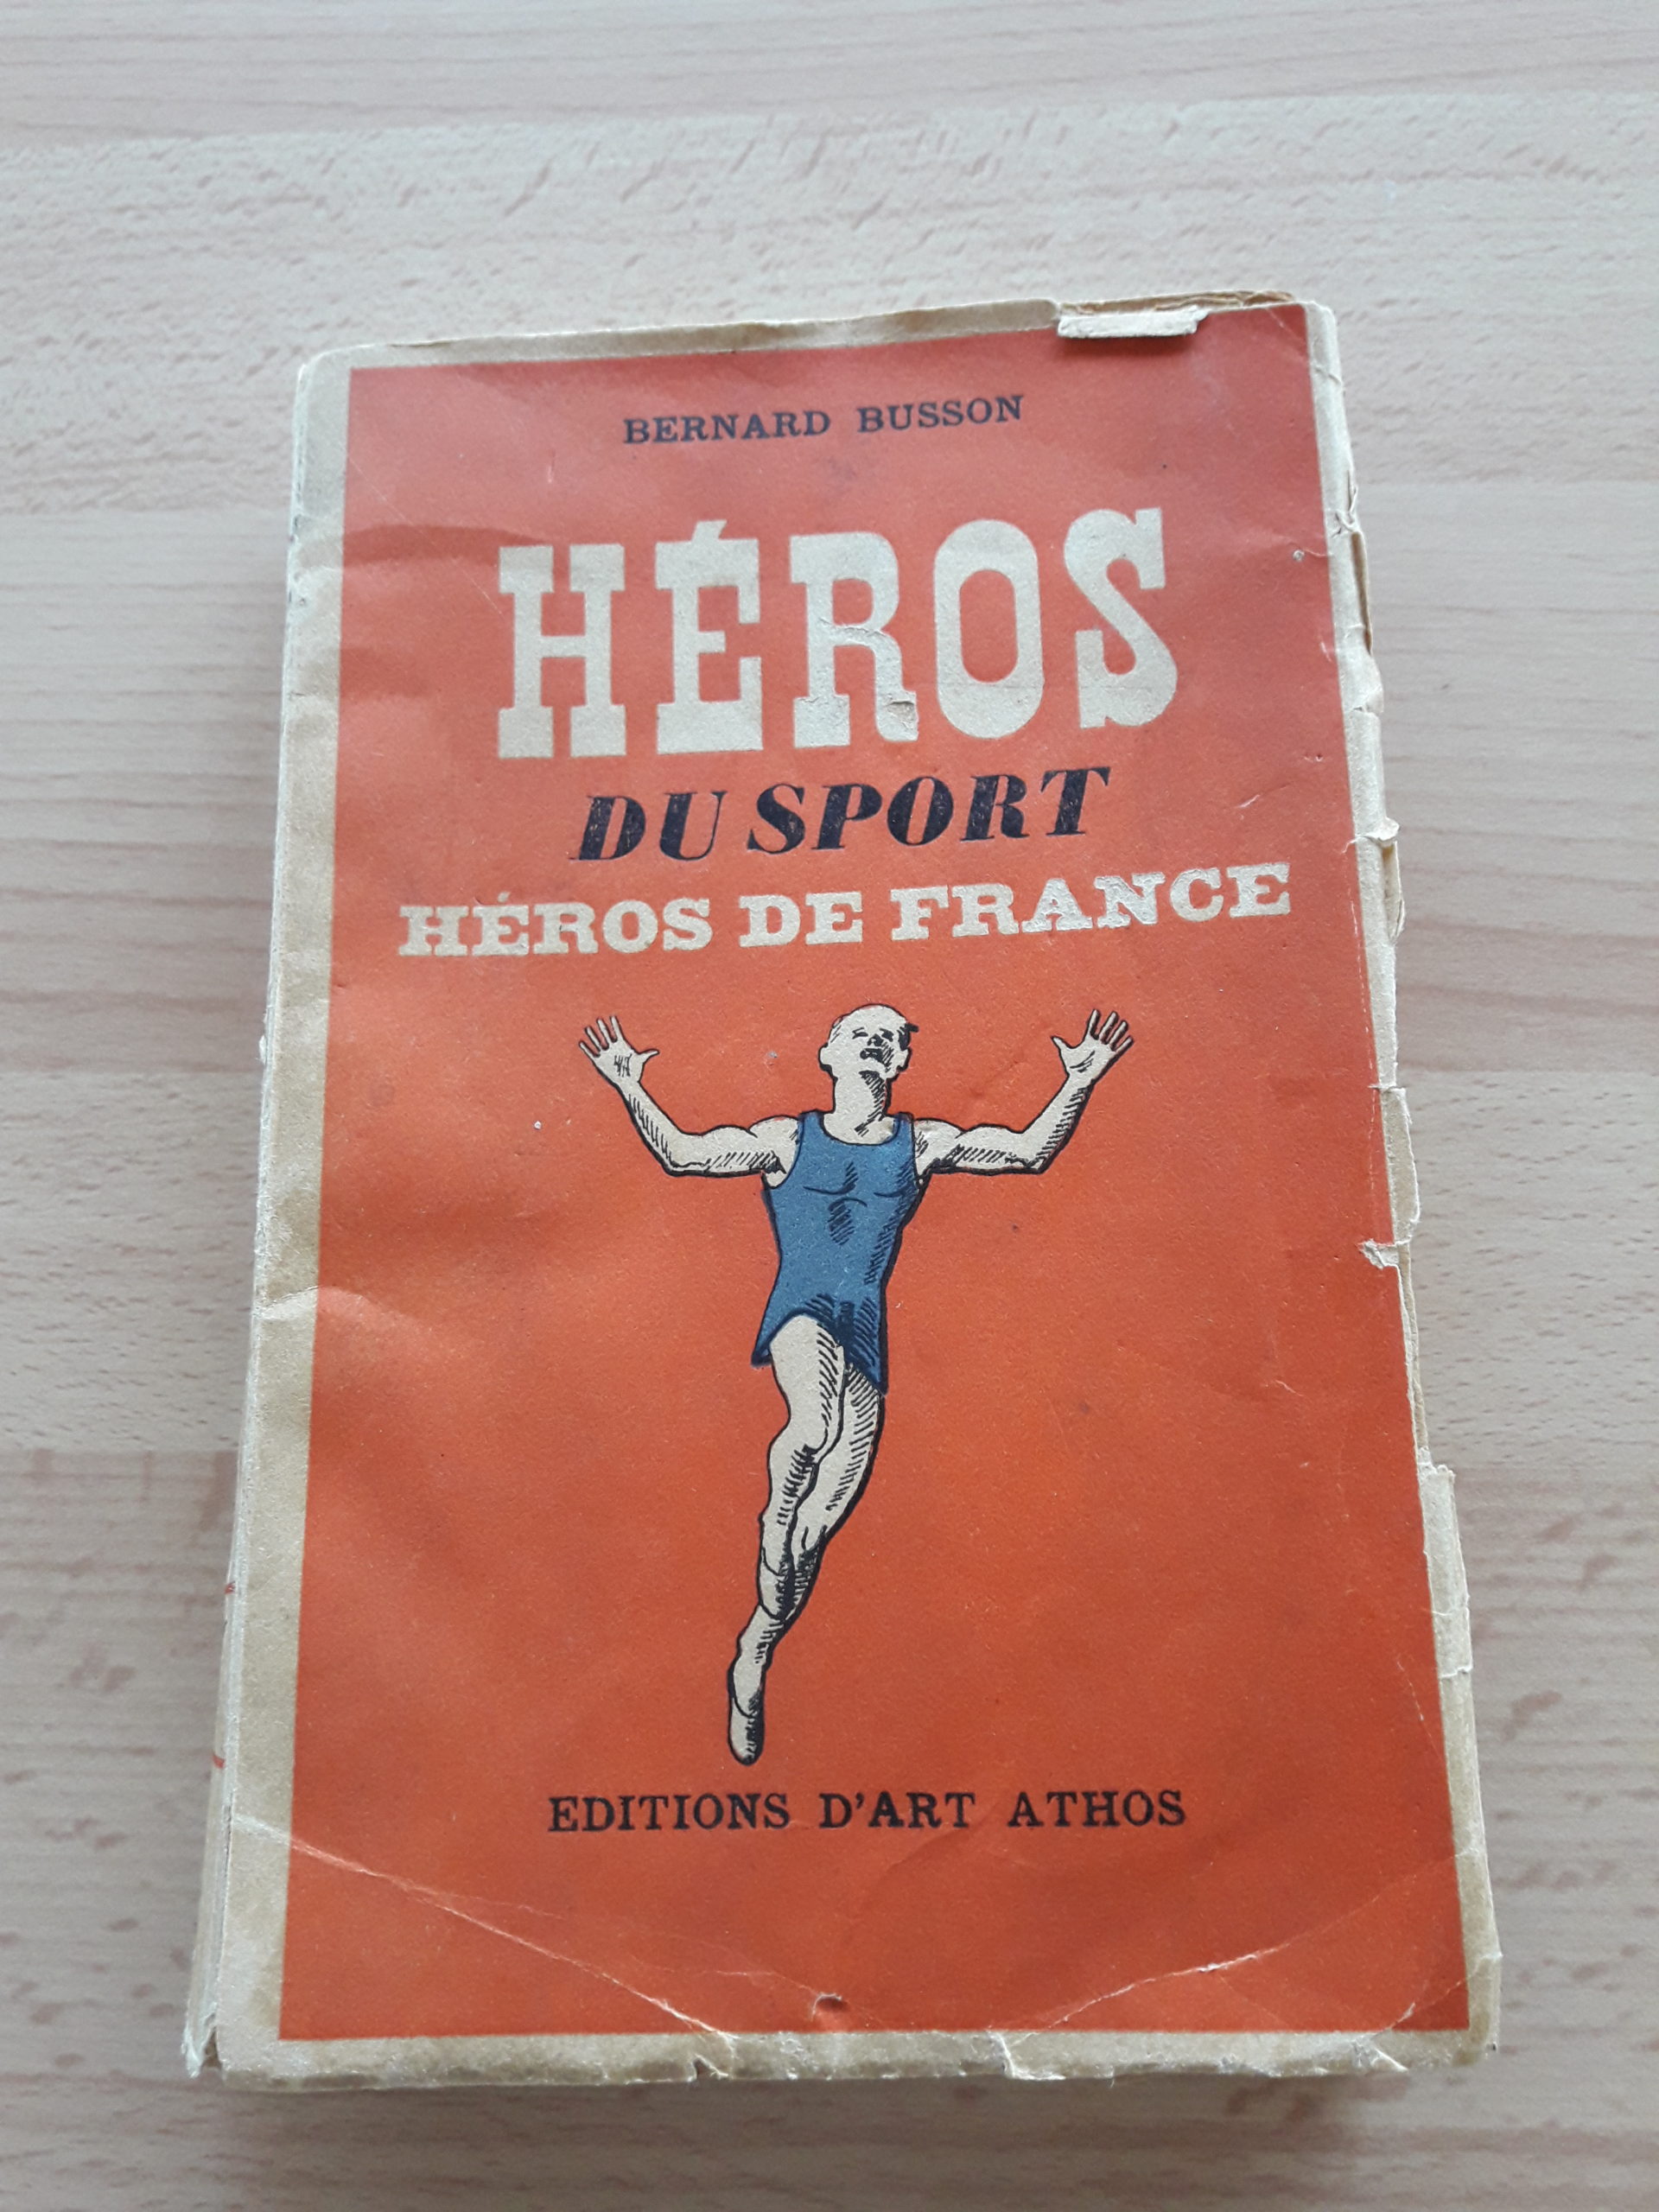 BERNARD BUSSON
HÉROS
DU SPORT
HÉROS DE FRANCE
EDITIONS D'ART ATHOS